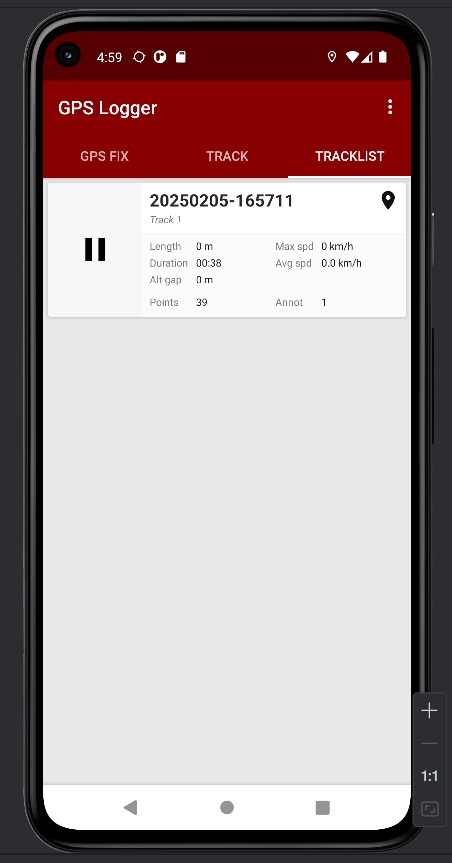 4:59
GPS Logger
GPS FIX TRACK TRACKLIST
20250205-165711
Track 1
Length 0 m Max spd 0 km/h
Duration 00:38 Avg spd 0.0 km/h
Alt gap 0 m
Points 39 Annot 1
1:1